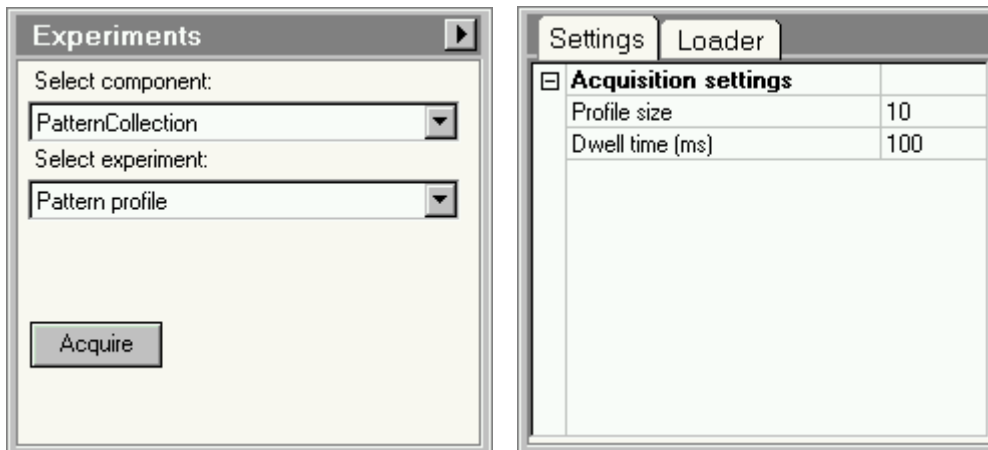 Experiments
Select component:
PatternCollection
Select experiment:
Pattern profile
Acquire
Settings Loader
Acquisition settings
Profile size 10
Dwell time (ms) 100